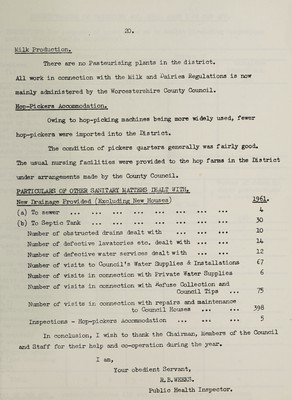 20.
Milk Production.
There are no Pasteurising plants in the district.
All work in connection with the Milk and Dairies Regulations is now
mainly administered by the Worcestershire County Council.
Hop-Pickers Accommodation.
Owing to hop-picking machines being more widely used, fewer
hop-pickers were imported into the District.
The condition of pickers quarters generally was fairly good.
The usual nursing facilities were provided to the hop farms in the District
under arrangements made by the County Council.
PARTICULARS OF OTHER SANITARY MATTERS DEALT WITH.
New Drainage Provided (Excluding New Houses) 1961.
(a) To sewer ... ... ... ... ... ... ... ... 4
(b) To Septic Tank ... ... ... ... ... ... ... 30
Number of obstructed drains dealt with ... ... ... 10
Number of defective lavatories etc. dealt with ... ... 14
Number of defective water services dealt with ... ... 12
Number of visits to Council's Water Supplies & Installations 67
Number of visits in connection with Private Water Supplies 6
Number of visits in connection with Refuse Collection and
Council Tips ... 75
Number of visits in connection with repairs and maintenance
to Council Houses ... ... 398
Inspections - Hop-pickers Accommodation ... ... ... 5
In conclusion, I wish to thank the Chairman, Members of the Council
and Staff for their help and co-operation during the year.
I am,
Your obedient Servant,
H.B.WEEKS.
Public Health Inspector.